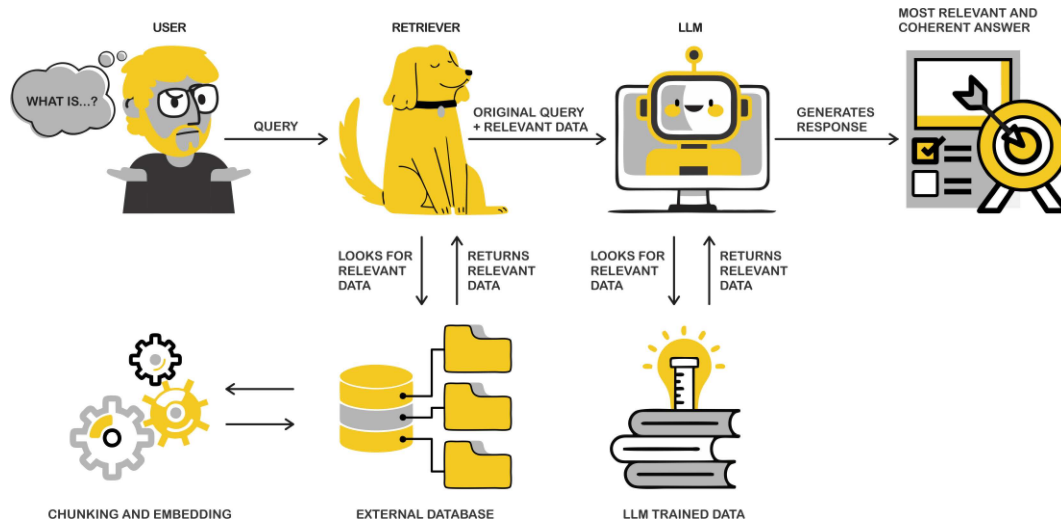 USER
RETRIEVER
LLM
MOST RELEVANT AND
COHERENT ANSWER
WHAT IS...?
QUERY
ORIGINAL QUERY
+ RELEVANT DATA
GENERATES
RESPONSE
LOOKS FOR
RELEVANT
DATA
RETURNS
RELEVANT
DATA
LOOKS FOR
RELEVANT
DATA
RETURNS
RELEVANT
DATA
CHUNKING AND EMBEDDING
EXTERNAL DATABASE
LLM TRAINED DATA